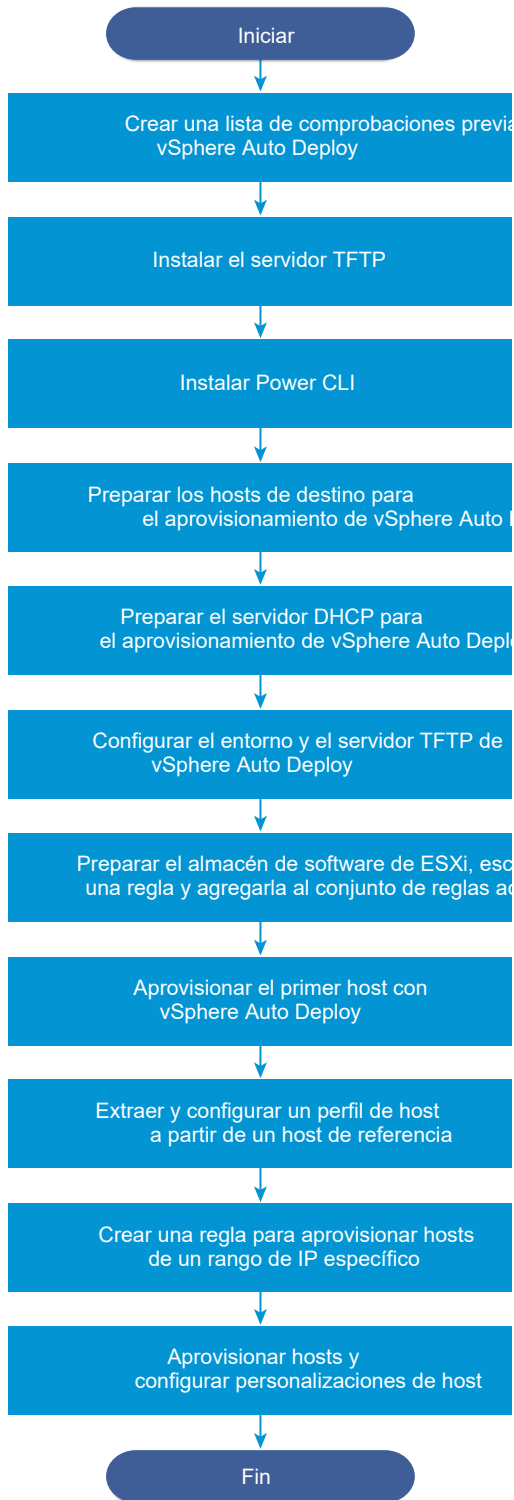 Iniciar
Crear una lista de comprobaciones
vSphere Auto Deploy
Instalar el servidor TFTP
Instalar Power CLI
Preparar los hosts de destino para
el aprovisionamiento de vSphere Auto
Preparar el servidor DHCP para
el aprovisionamiento de vSphere Auto
Configurar el entorno y el servidor TFTP de
vSphere Auto Deploy
Preparar el almacén de software de ESXi,
una regla y agregarla al conjunto de reglas
Aprovisionar el primer host con
vSphere Auto Deploy
Extraer y configurar un perfil de host
a partir de un host de referencia
Crear una regla para aprovisionar hosts
de un rango de IP específico
Aprovisionar hosts y
configurar personalizaciones de host
Fin